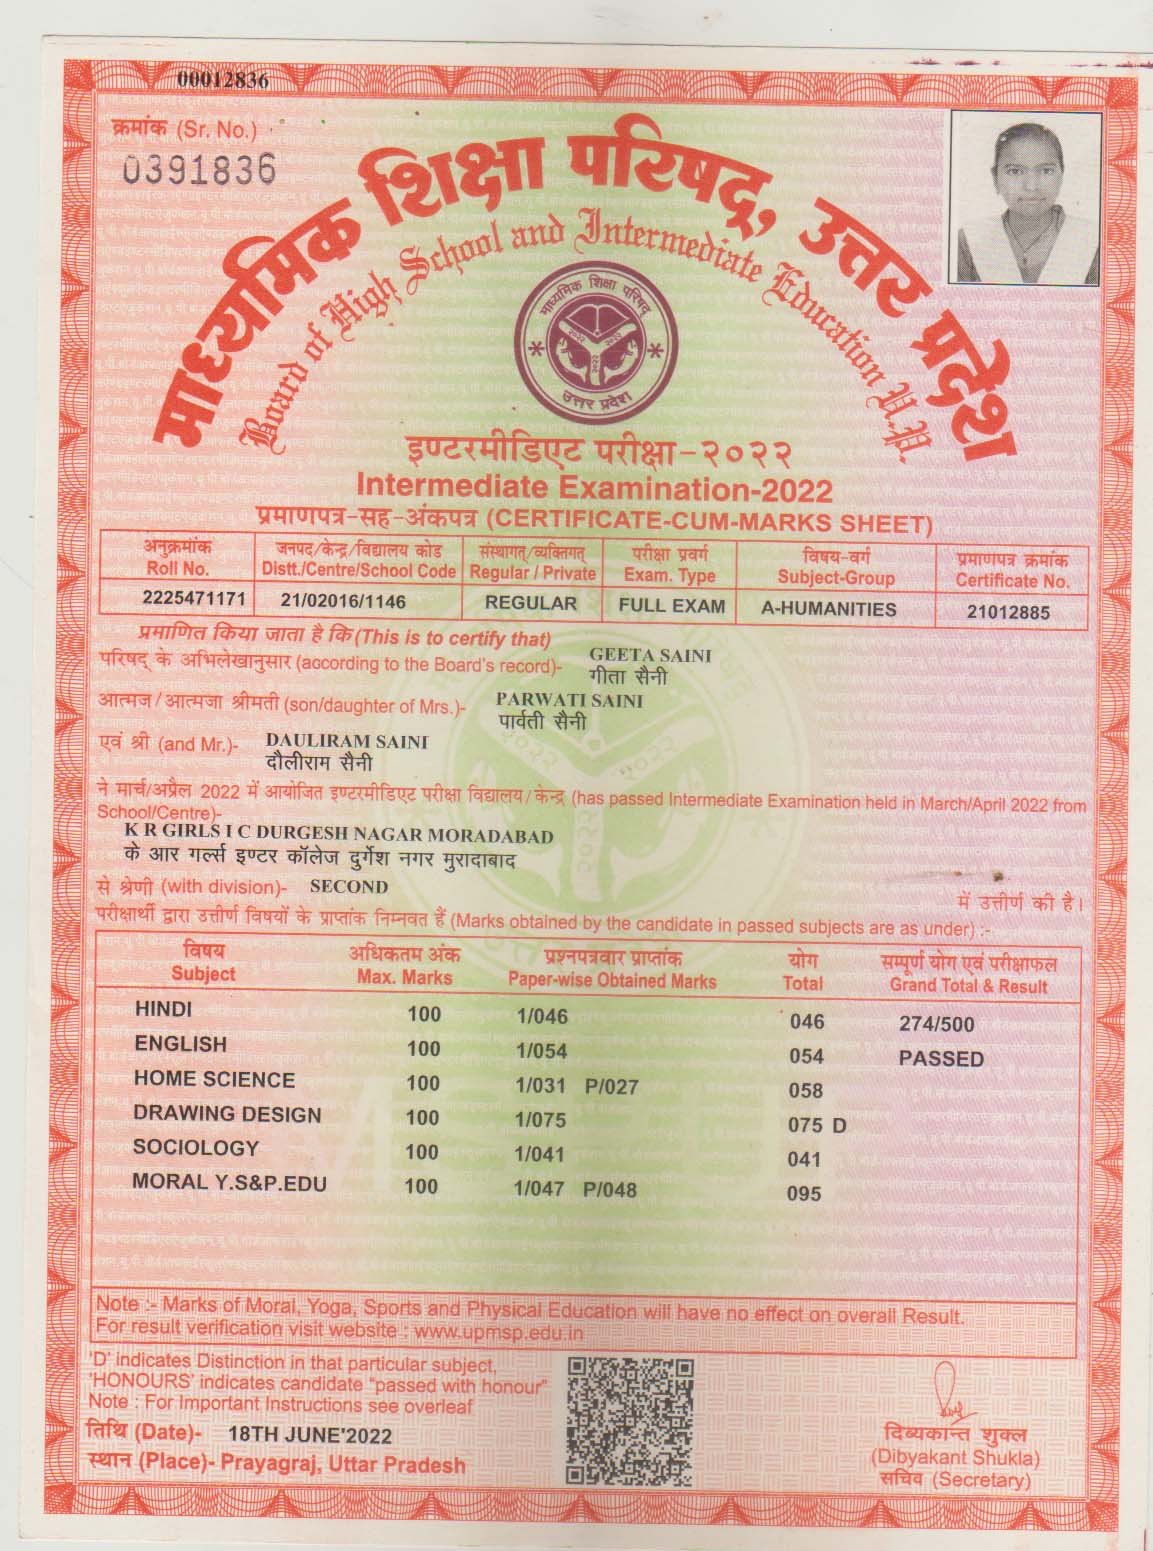 00012836
क्रमांक (Sr. No.)
0391836
माध्यमिक शिक्षा परिषद्, उत्तर प्रदेश
Board of High School and Intermediate Education U.P.
माध्यमिक शिक्षा परिषद्
२०२२ २०२२
२०२२
उत्तर प्रदेश
इण्टरमीडिएट परीक्षा-२०२२
Intermediate Examination-2022
प्रमाणपत्र-सह-अंकपत्र (CERTIFICATE-CUM-MARKS SHEET)
अनुक्रमांक जनपद/केन्द्र/विद्यालय कोड संस्थागत्/व्यक्तिगत् परीक्षा प्रवर्ग विषय-वर्ग प्रमाणपत्र क्रमांक
Roll No. Distt./Centre/School Code Regular / Private Exam. Type Subject-Group Certificate No.
2225471171 21/02016/1146 REGULAR FULL EXAM A-HUMANITIES 21012885
प्रमाणित किया जाता है कि (This is to certify that)
परिषद् के अभिलेखानुसार (according to the Board's record)- GEETA SAINI
गीता सैनी
आत्मज/आत्मजा श्रीमती (son/daughter of Mrs.)- PARWATI SAINI
पार्वती सैनी
एवं श्री (and Mr.)- DAULIRAM SAINI
दौलीराम सैनी
ने मार्च/अप्रैल 2022 में आयोजित इण्टरमीडिएट परीक्षा विद्यालय/केन्द्र (has passed Intermediate Examination held in March/April 2022 from
School/Centre)-
K R GIRLS I C DURGESH NAGAR MORADABAD
के आर गर्ल्स इण्टर कॉलेज दुर्गेश नगर मुरादाबाद
से श्रेणी (with division)- SECOND में उत्तीर्ण की है।
परीक्षार्थी द्वारा उत्तीर्ण विषयों के प्राप्तांक निम्नवत हैं (Marks obtained by the candidate in passed subjects are as under) :-
विषय अधिकतम अंक प्रश्नपत्रवार प्राप्तांक योग सम्पूर्ण योग एवं परीक्षाफल
Subject Max. Marks Paper-wise Obtained Marks Total Grand Total & Result
HINDI 100 1/046 046 274/500
ENGLISH 100 1/054 054 PASSED
HOME SCIENCE 100 1/031 P/027 058
DRAWING DESIGN 100 1/075 075 D
SOCIOLOGY 100 1/041 041
MORAL Y.S&P.EDU 100 1/047 P/048 095
Note :- Marks of Moral, Yoga, Sports and Physical Education will have no effect on overall Result.
For result verification visit website : www.upmsp.edu.in
'D' indicates Distinction in that particular subject,
'HONOURS' indicates candidate "passed with honour"
Note : For Important Instructions see overleaf
तिथि (Date)- 18TH JUNE'2022
स्थान (Place)- Prayagraj, Uttar Pradesh
दिब्यकान्त शुक्ल
(Dibyakant Shukla)
सचिव (Secretary)